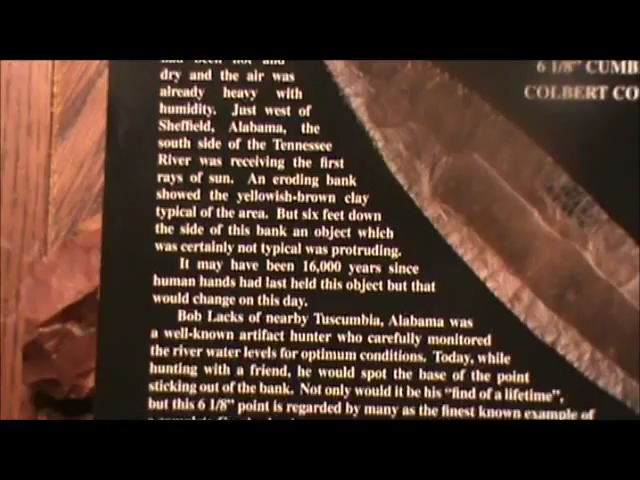 had been hot and
dry and the air was
already heavy with
humidity. Just west of
Sheffield, Alabama, the
south side of the Tennessee
River was receiving the first
rays of sun. An eroding bank
showed the yellowish-brown clay
typical of the area. But six feet down
the side of this bank an object which
was certainly not typical was protruding.
It may have been 16,000 years since
human hands had last held this object but that
would change on this day.
Bob Lacks of nearby Tuscumbia, Alabama was
a well-known artifact hunter who carefully monitored
the river water levels for optimum conditions. Today, while
hunting with a friend, he would spot the base of the point
sticking out of the bank. Not only would it be his "find of a lifetime",
but this 6 1/8" point is regarded by many as the finest known example of
6 1/8" CUMB
COLBERT CO